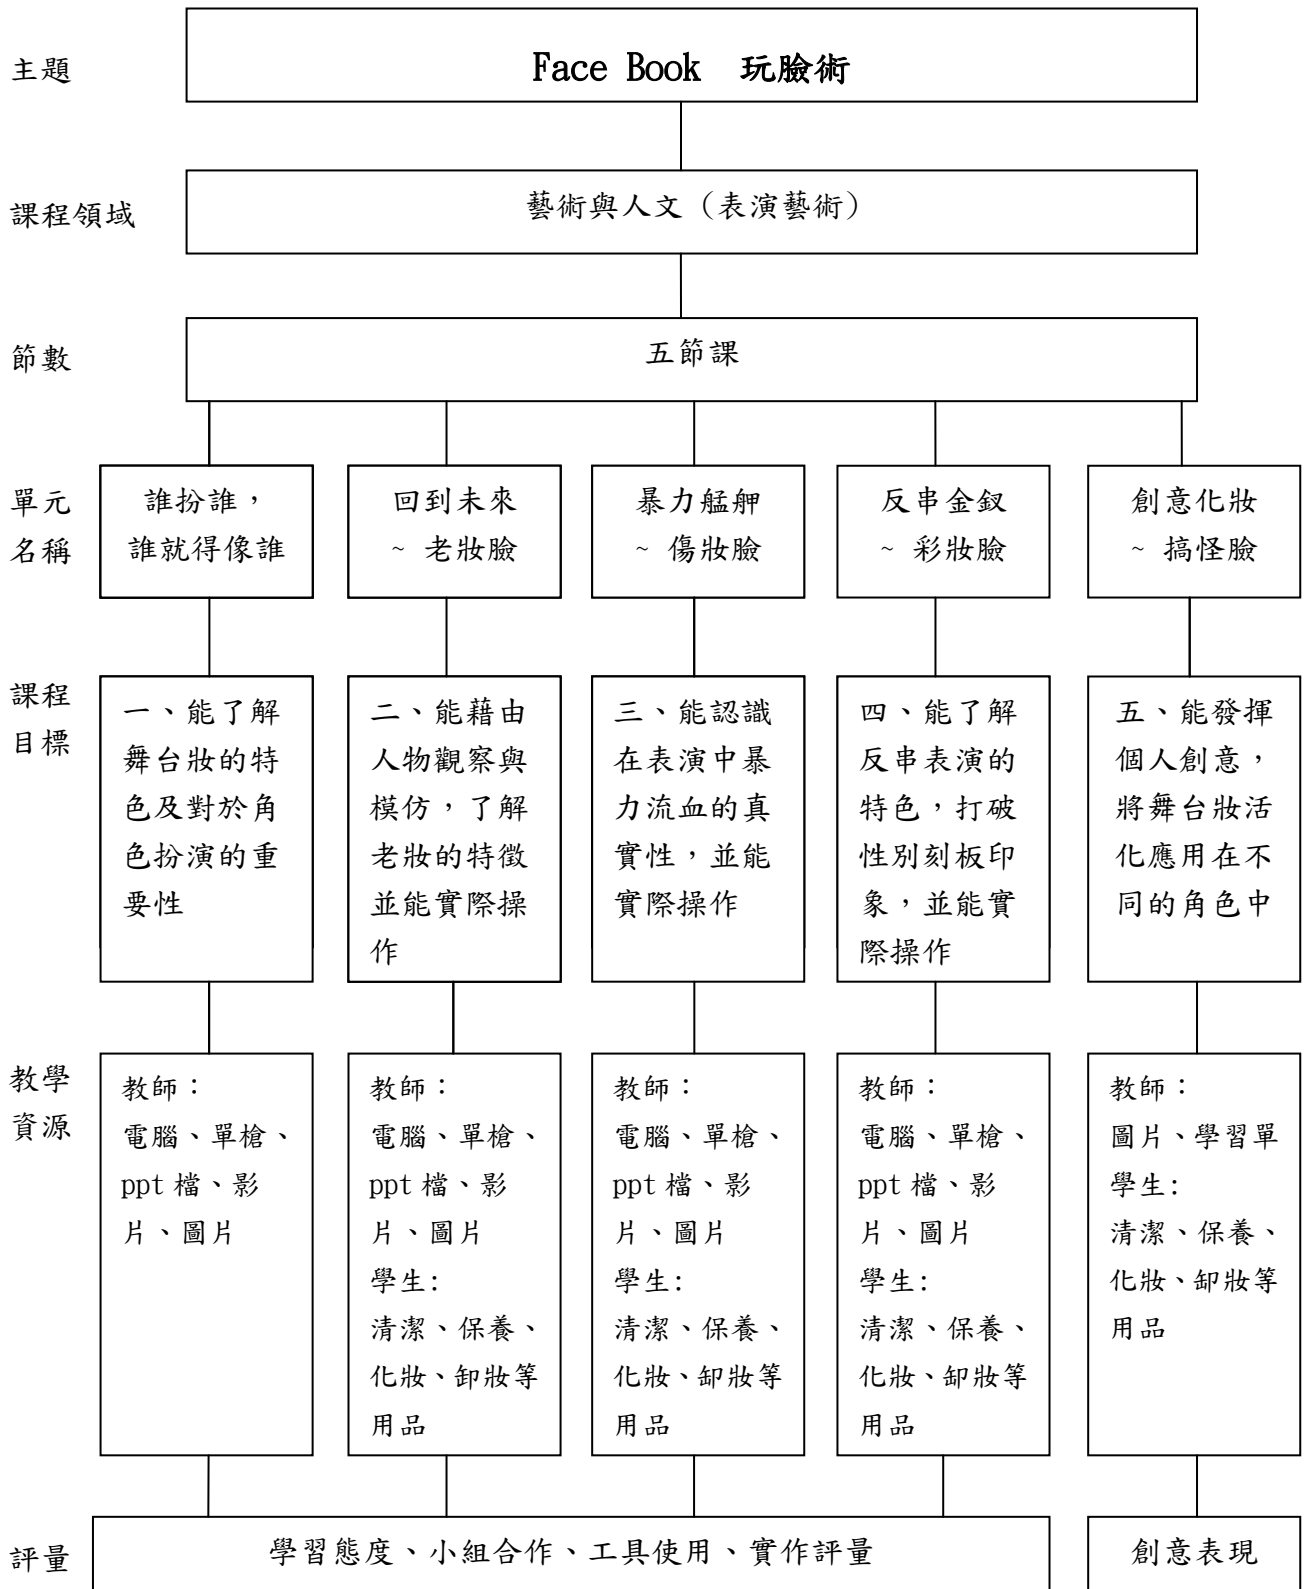 主題
Face Book 玩臉術
課程領域
藝術與人文（表演藝術）
節數
五節課
單元
名稱
誰扮誰，
誰就得像誰
回到未來
~ 老妝臉
暴力艋舺
~ 傷妝臉
反串金釵
~ 彩妝臉
創意化妝
~ 搞怪臉
課程
目標
一、能了解
舞台妝的特
色及對於角
色扮演的重
要性
二、能藉由
人物觀察與
模仿，了解
老妝的特徵
並能實際操
作
三、能認識
在表演中暴
力流血的真
實性，並能
實際操作
四、能了解
反串表演的
特色，打破
性別刻板印
象，並能實
際操作
五、能發揮
個人創意，
將舞台妝活
化應用在不
同的角色中
教學
資源
教師：
電腦、單槍、
ppt 檔、影
片、圖片
教師：
電腦、單槍、
ppt 檔、影
片、圖片
學生:
清潔、保養、
化妝、卸妝等
用品
教師：
電腦、單槍、
ppt 檔、影
片、圖片
學生:
清潔、保養、
化妝、卸妝等
用品
教師：
電腦、單槍、
ppt 檔、影
片、圖片
學生:
清潔、保養、
化妝、卸妝等
用品
教師：
圖片、學習單
學生:
清潔、保養、
化妝、卸妝等
用品
評量
學習態度、小組合作、工具使用、實作評量
創意表現